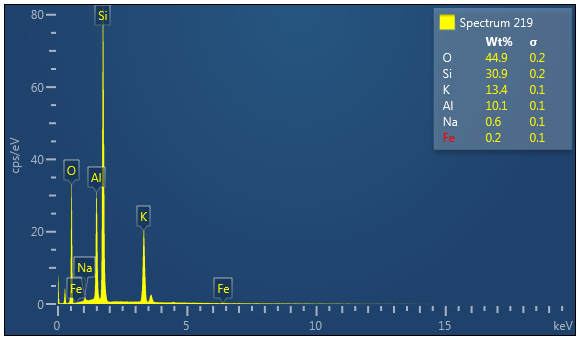 80
60
40
20
0
cps/eV
Si
O
Al
K
Na
Fe
Fe
0 5 10 15 keV
Spectrum 219
Wt% σ
O 44.9 0.2
Si 30.9 0.2
K 13.4 0.1
Al 10.1 0.1
Na 0.6 0.1
Fe 0.2 0.1